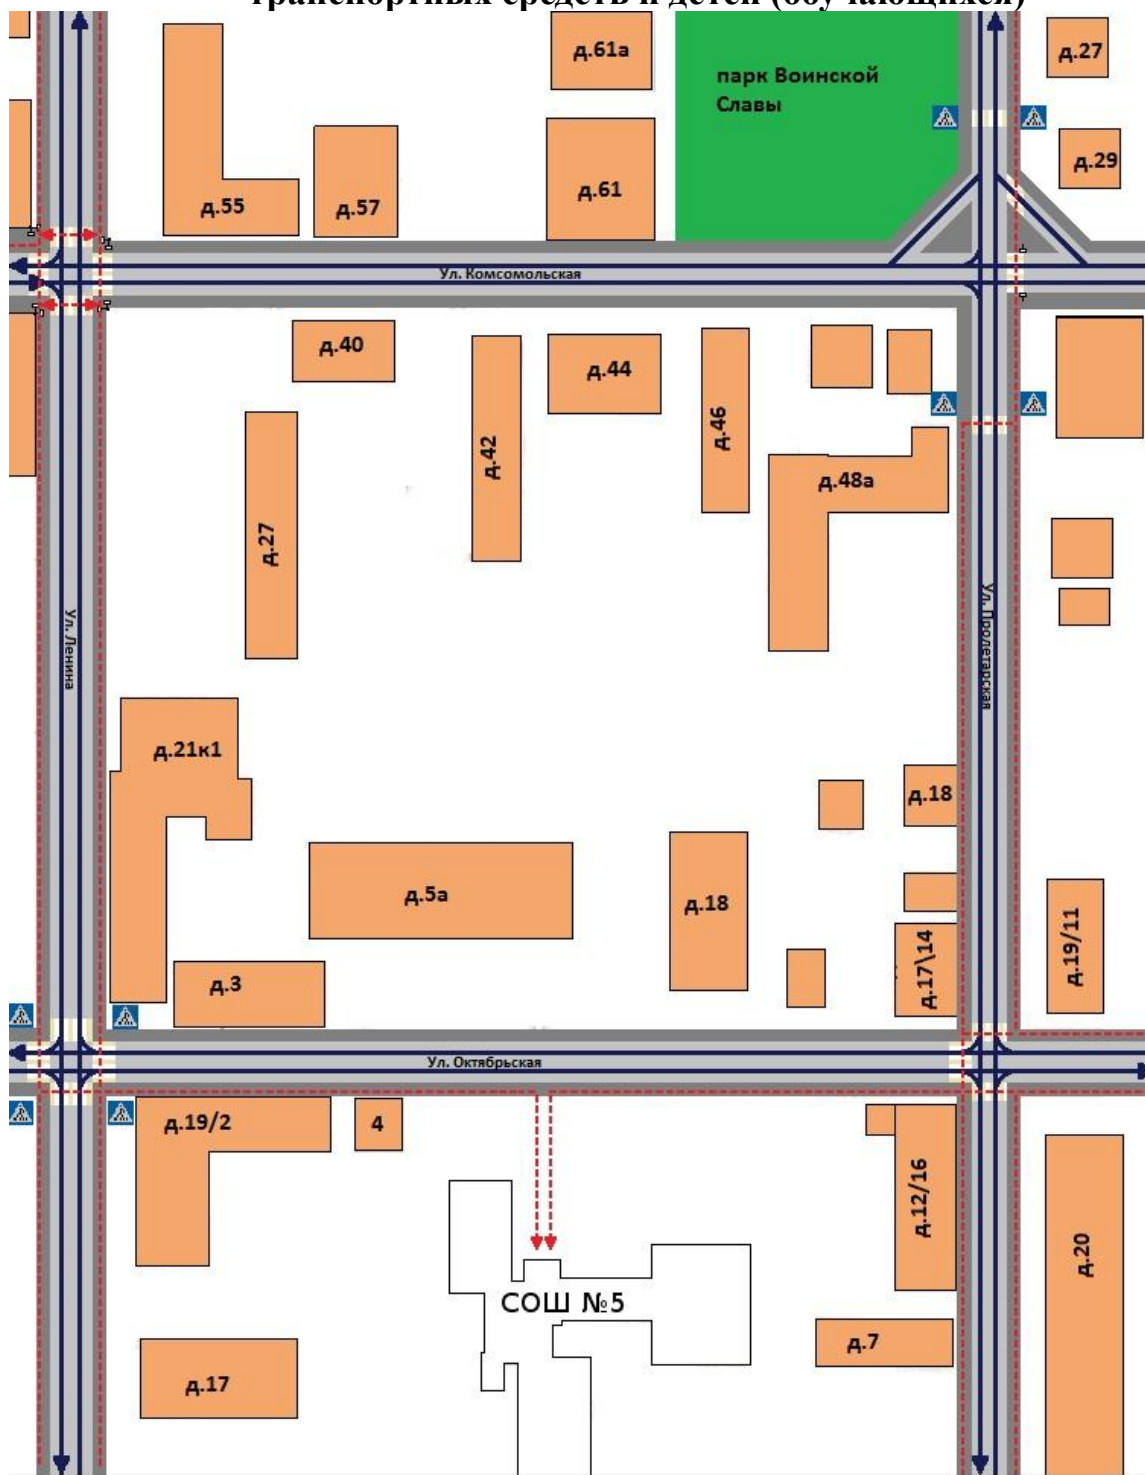 транспортных средств и детей (обучающихся)
д.61а
парк Воинской
Славы
д.27
д.29
д.55
д.57
д.61
Ул. Комсомольская
д.40
д.42
д.44
д.46
д.48а
д.27
Ул. Ленина
Ул. Пролетарская
д.21к1
д.18
д.5а
д.18
д.17\14
д.19/11
д.3
Ул. Октябрьская
д.19/2
4
д.12/16
д.20
СОШ №5
д.7
д.17